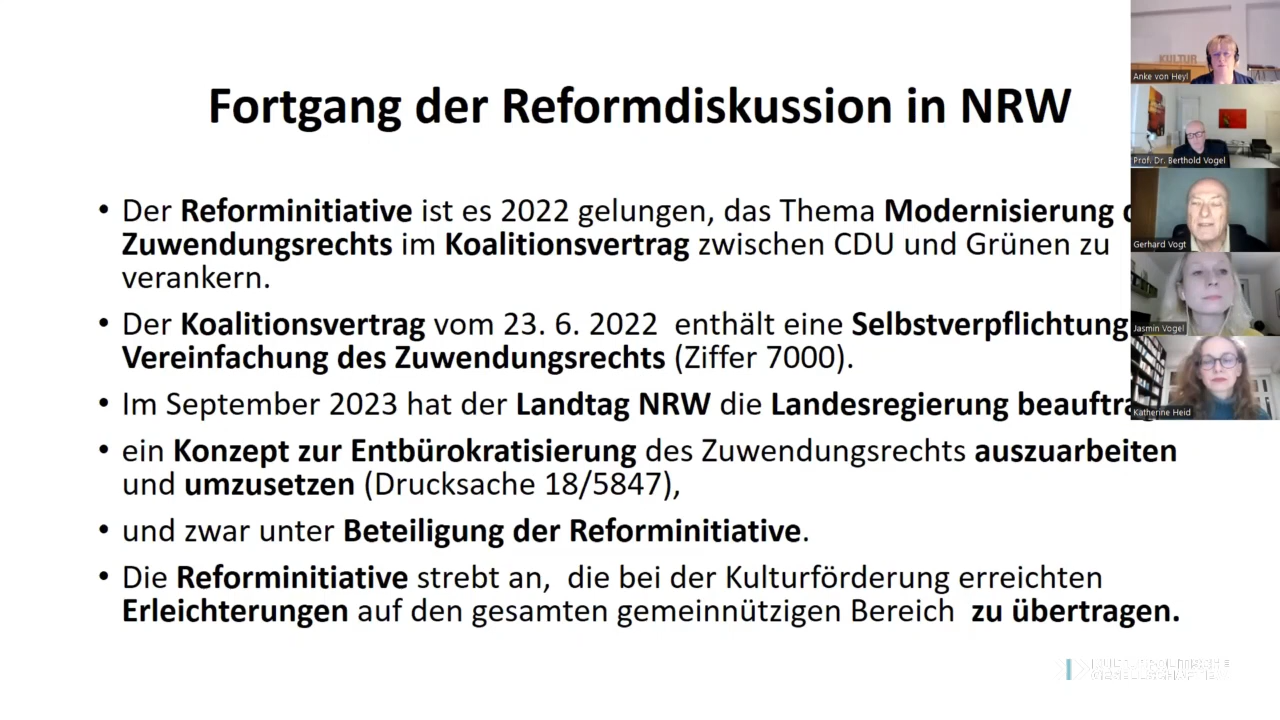 Fortgang der Reformdiskussion in NRW
• Der Reforminitiative ist es 2022 gelungen, das Thema Modernisierung
Zuwendungsrechts im Koalitionsvertrag zwischen CDU und Grünen zu
verankern.
• Der Koalitionsvertrag vom 23. 6. 2022 enthält eine Selbstverpflichtung
Vereinfachung des Zuwendungsrechts (Ziffer 7000).
• Im September 2023 hat der Landtag NRW die Landesregierung
• ein Konzept zur Entbürokratisierung des Zuwendungsrechts auszuarbeiten
und umzusetzen (Drucksache 18/5847),
• und zwar unter Beteiligung der Reforminitiative.
• Die Reforminitiative strebt an, die bei der Kulturförderung erreichten
Erleichterungen auf den gesamten gemeinnützigen Bereich zu übertragen.
KULTUR
Anke von Heyl
Prof. Dr. Berthold Vogel
Gerhard Vogt
Jasmin Vogel
Katherine Heid
KULTURPOLITISCHE
GESELLSCHAFT E.V.